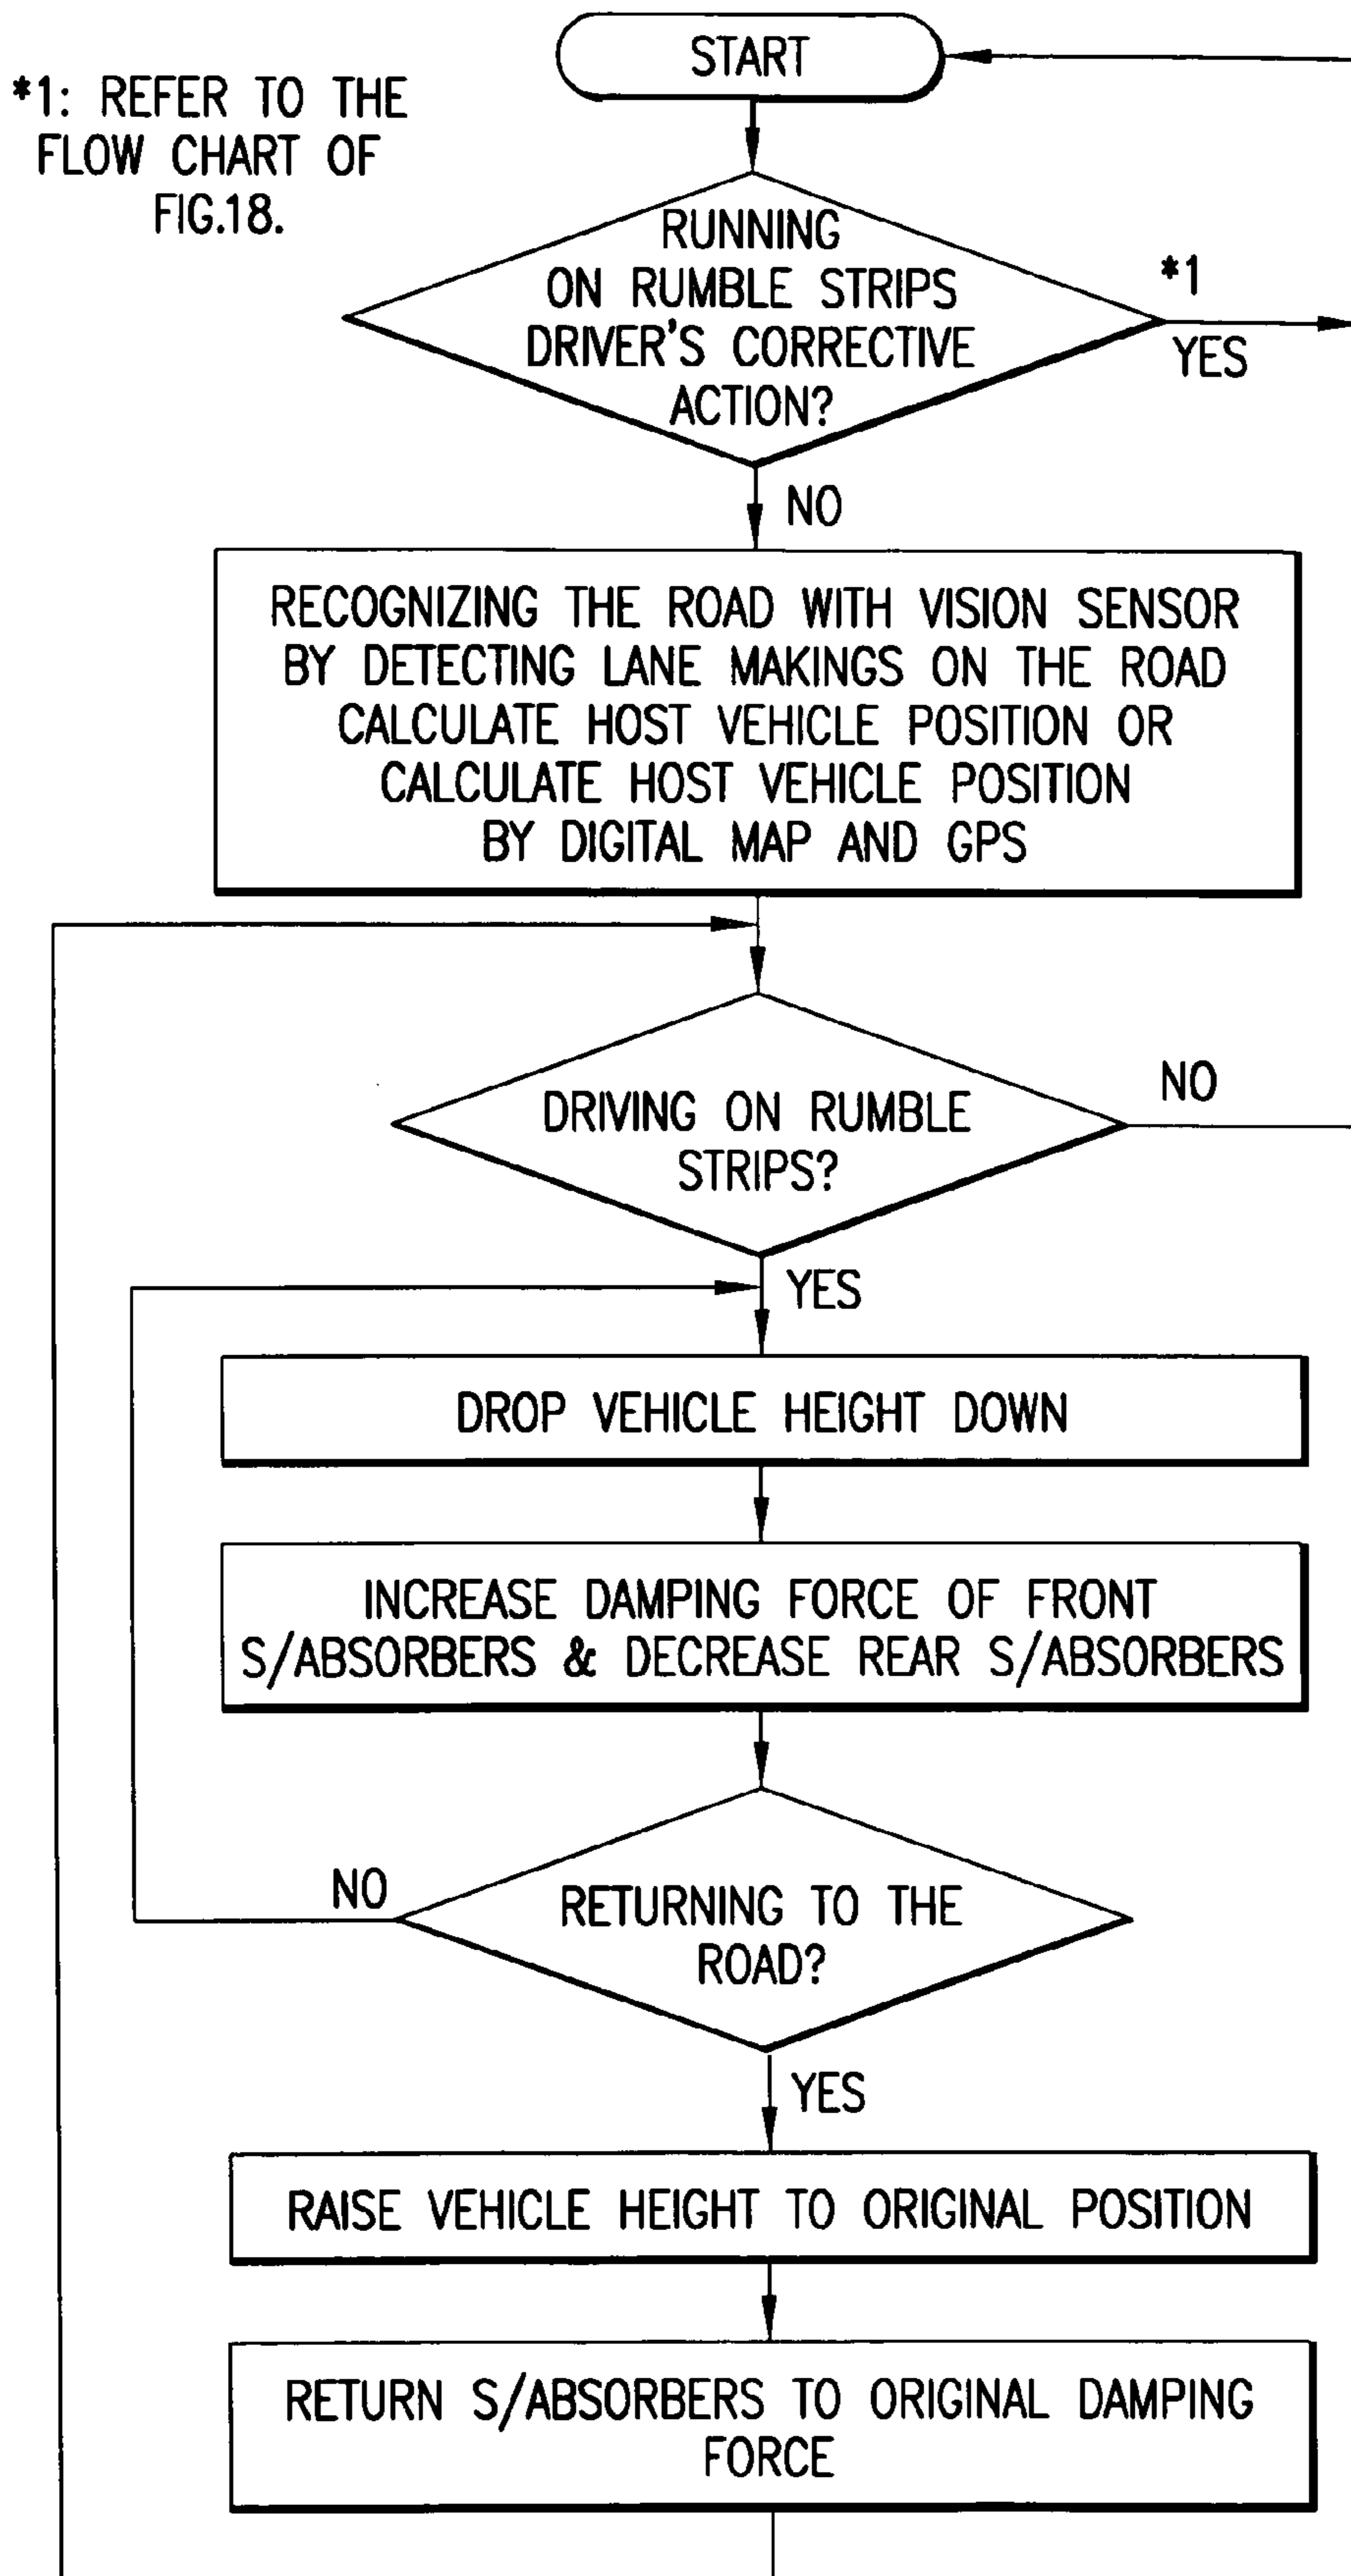 START
*1: REFER TO THE
FLOW CHART OF
FIG.18.
RUNNING
ON RUMBLE STRIPS
DRIVER'S CORRECTIVE
ACTION?
*1
YES
NO
RECOGNIZING THE ROAD WITH VISION SENSOR
BY DETECTING LANE MAKINGS ON THE ROAD
CALCULATE HOST VEHICLE POSITION OR
CALCULATE HOST VEHICLE POSITION
BY DIGITAL MAP AND GPS
DRIVING ON RUMBLE
STRIPS?
NO
YES
DROP VEHICLE HEIGHT DOWN
INCREASE DAMPING FORCE OF FRONT
S/ABSORBERS & DECREASE REAR S/ABSORBERS
RETURNING TO THE
ROAD?
NO
YES
RAISE VEHICLE HEIGHT TO ORIGINAL POSITION
RETURN S/ABSORBERS TO ORIGINAL DAMPING
FORCE